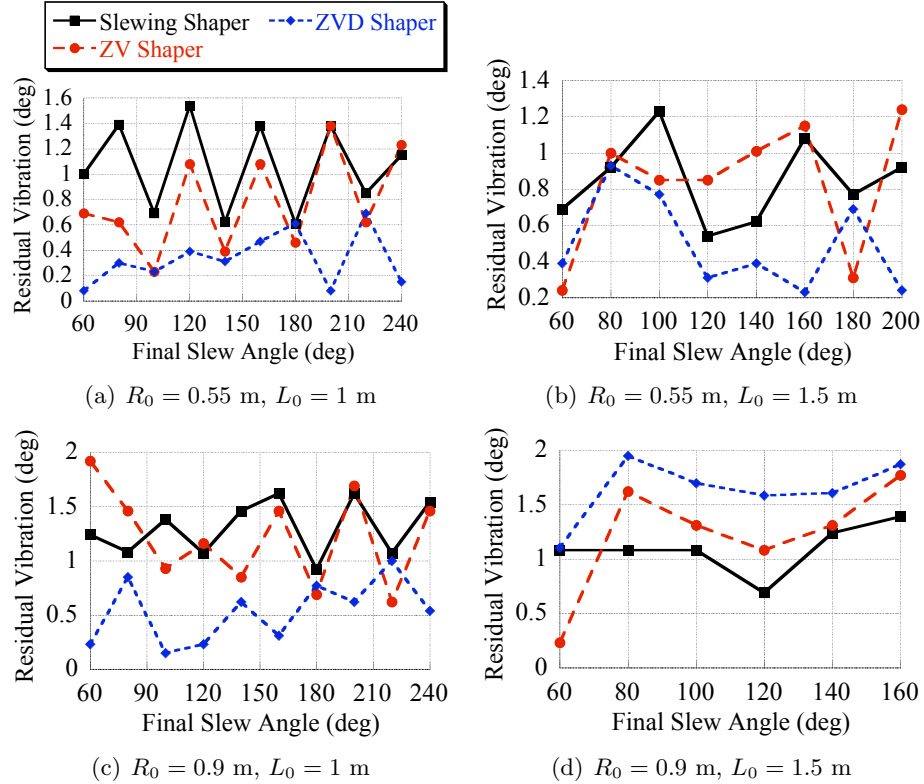 Slewing Shaper
ZVD Shaper
ZV Shaper
Residual Vibration (deg)
1.6
1.4
1.2
1
0.8
0.6
0.4
0.2
0
60 90 120 150 180 210 240
Final Slew Angle (deg)
(a) R₀ = 0.55 m, L₀ = 1 m
Residual Vibration (deg)
1.4
1.2
1
0.8
0.6
0.4
0.2
60 80 100 120 140 160 180 200
Final Slew Angle (deg)
(b) R₀ = 0.55 m, L₀ = 1.5 m
Residual Vibration (deg)
2
1.5
1
0.5
0
60 90 120 150 180 210 240
Final Slew Angle (deg)
(c) R₀ = 0.9 m, L₀ = 1 m
Residual Vibration (deg)
2
1.5
1
0.5
0
60 80 100 120 140 160
Final Slew Angle (deg)
(d) R₀ = 0.9 m, L₀ = 1.5 m